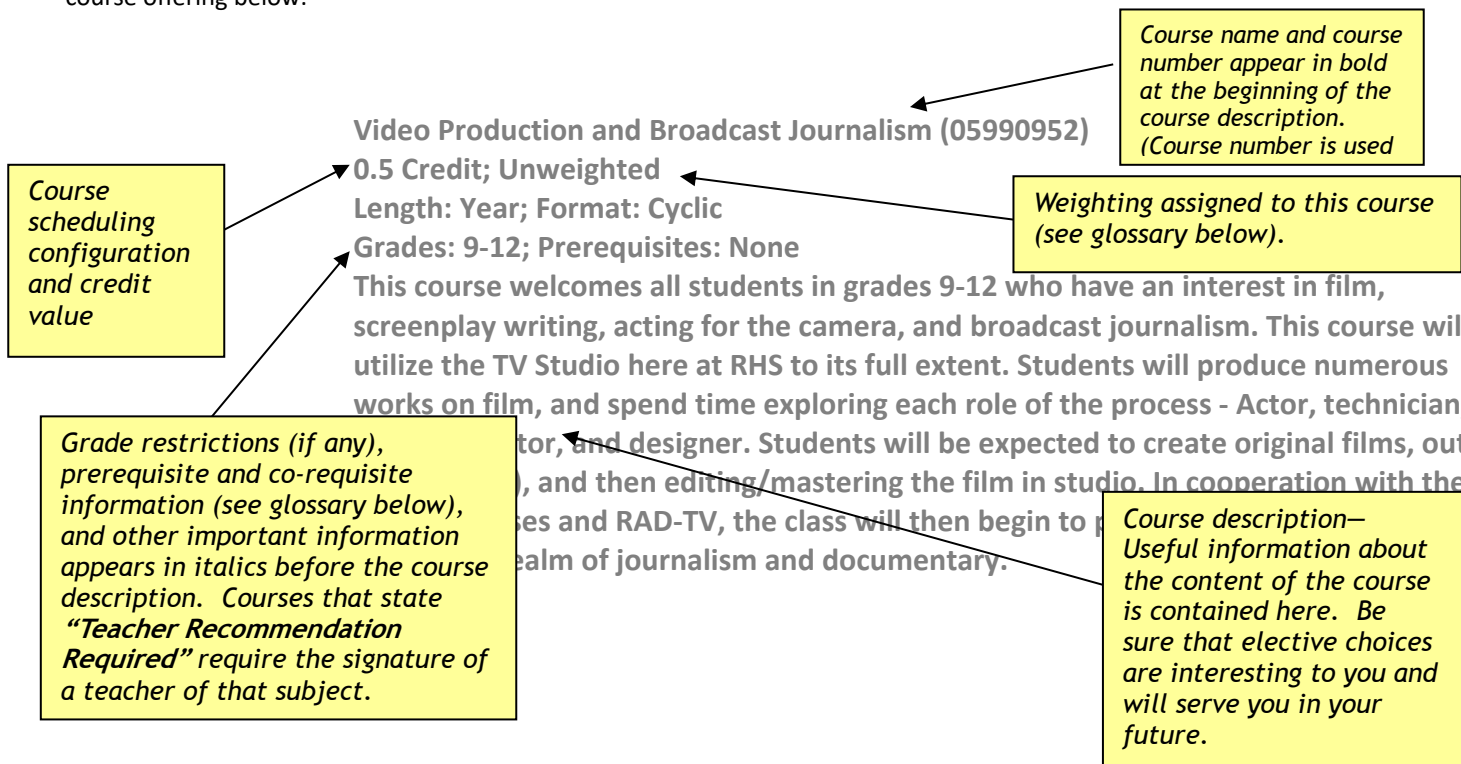 course offering below.
Course name and course
number appear in bold
at the beginning of the
course description.
(Course number is used
Video Production and Broadcast Journalism (05990952)
0.5 Credit; Unweighted
Length: Year; Format: Cyclic
Grades: 9-12; Prerequisites: None
This course welcomes all students in grades 9-12 who have an interest in film,
screenplay writing, acting for the camera, and broadcast journalism. This course wil
utilize the TV Studio here at RHS to its full extent. Students will produce numerous
works on film, and spend time exploring each role of the process - Actor, technician
tor, and designer. Students will be expected to create original films, out
), and then editing/mastering the film in studio. In cooperation with the
ses and RAD-TV, the class will then begin to p
ealm of journalism and documentary.
Course
scheduling
configuration
and credit
value
Weighting assigned to this course
(see glossary below).
Grade restrictions (if any),
prerequisite and co-requisite
information (see glossary below),
and other important information
appears in italics before the course
description. Courses that state
“Teacher Recommendation
Required” require the signature of
a teacher of that subject.
Course description—
Useful information about
the content of the course
is contained here. Be
sure that elective choices
are interesting to you and
will serve you in your
future.